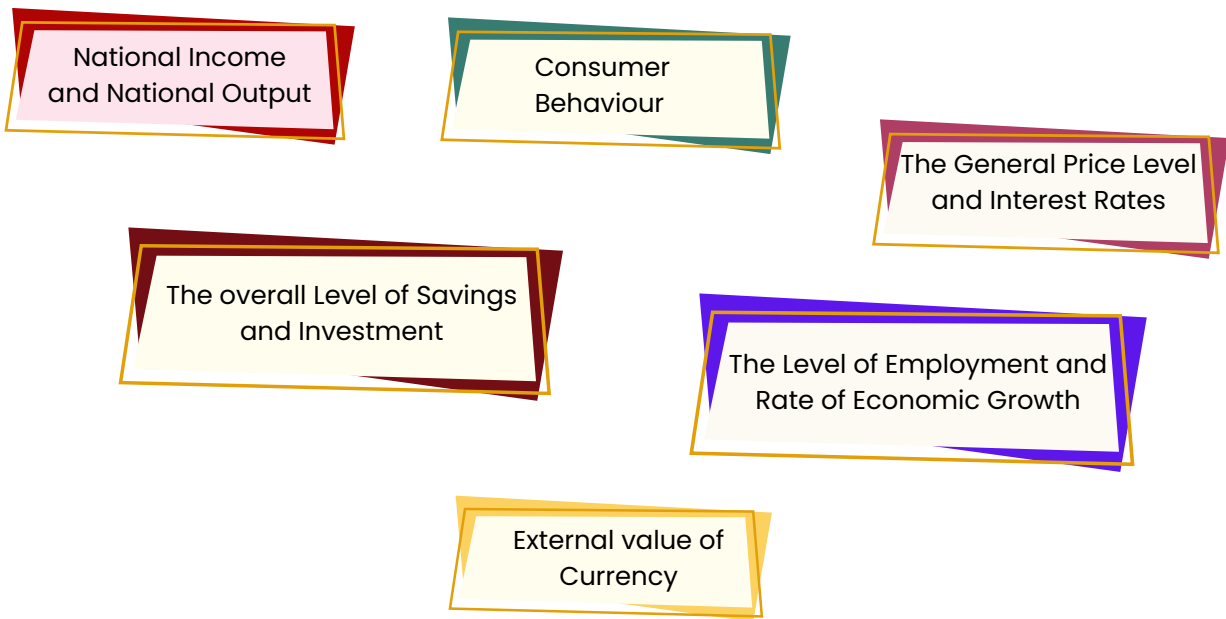 National Income
and National Output
Consumer
Behaviour
The General Price Level
and Interest Rates
The overall Level of Savings
and Investment
The Level of Employment and
Rate of Economic Growth
External value of
Currency